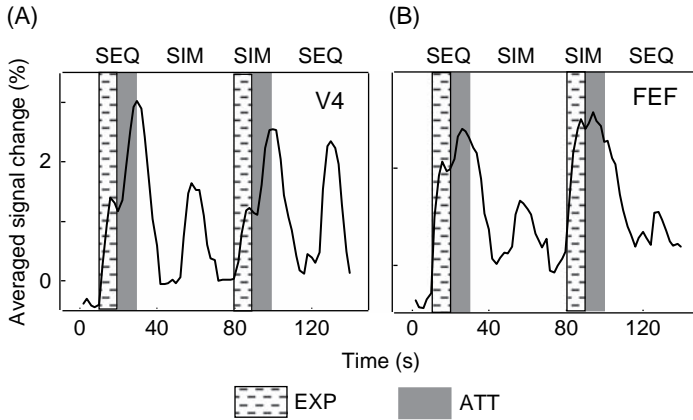 (A)
(B)
SEQ SIM SIM SEQ
SEQ SIM SIM SEQ
Averaged signal change (%)
V4
FEF
2
0
0 40 80 120
0 40 80 120
Time (s)
EXP
ATT